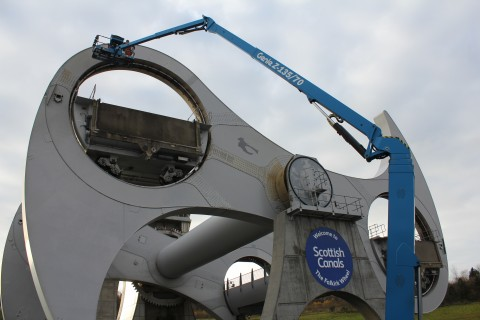 Genie Z-135/70
Welcome to
Scottish
Canals
The Falkirk Wheel